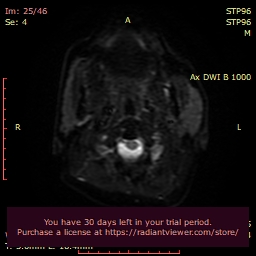 Im: 25/46
Se: 4
STP96
STP96
M
A
Ax DWI B 1000
R
L
You have 30 days left in your trial period.
Purchase a license at https://radiantviewer.com/store/